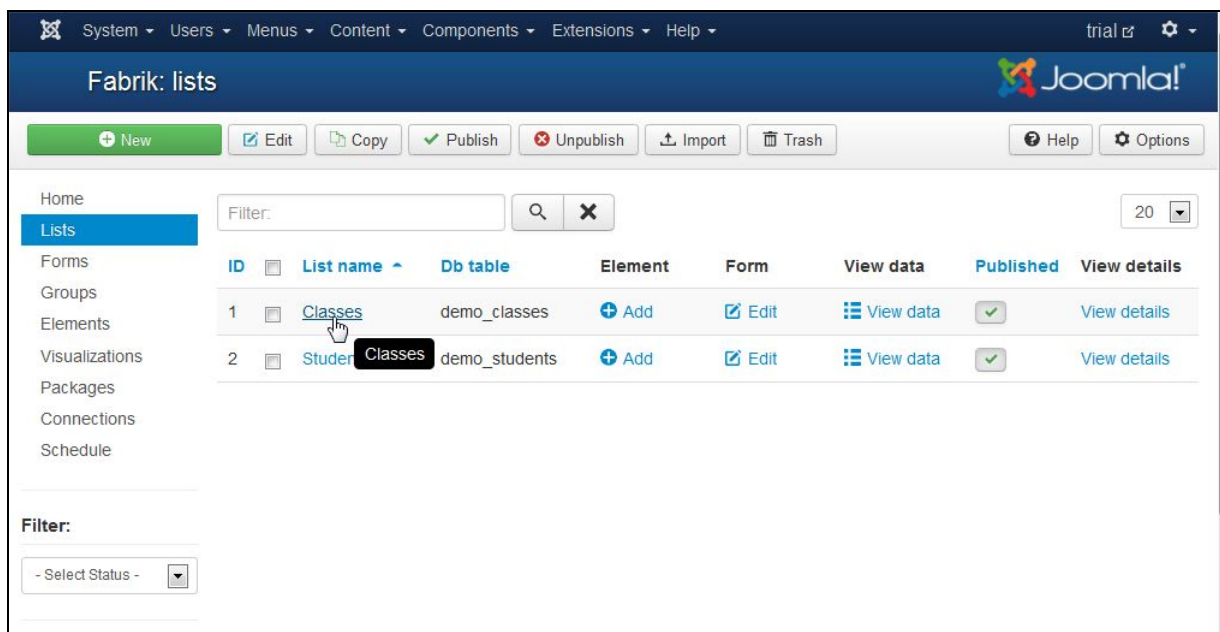 System Users Menus Content Components Extensions Help trial
Fabrik: lists Joomla!®
New Edit Copy Publish Unpublish Import Trash Help Options
Home
Lists
Forms
Groups
Elements
Visualizations
Packages
Connections
Schedule
Filter:
- Select Status -
Filter: 20
ID List name Db table Element Form View data Published View details
1 Classes demo_classes Add Edit View data View details
2 Studen Classes demo_students Add Edit View data View details